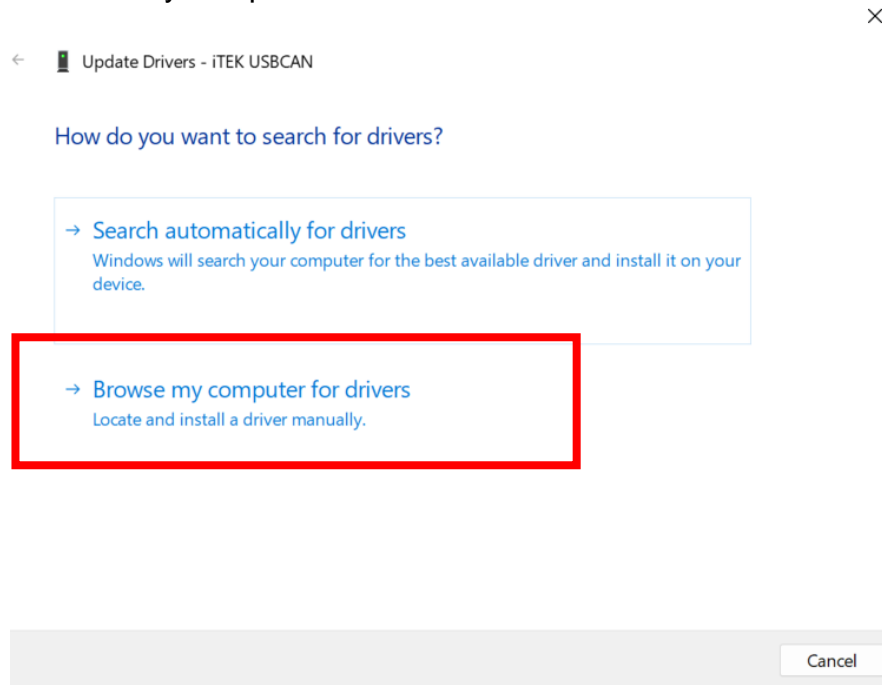 Update Drivers - iTEK USBCAN
How do you want to search for drivers?
Search automatically for drivers
Windows will search your computer for the best available driver and install it on your
device.
Browse my computer for drivers
Locate and install a driver manually.
Cancel